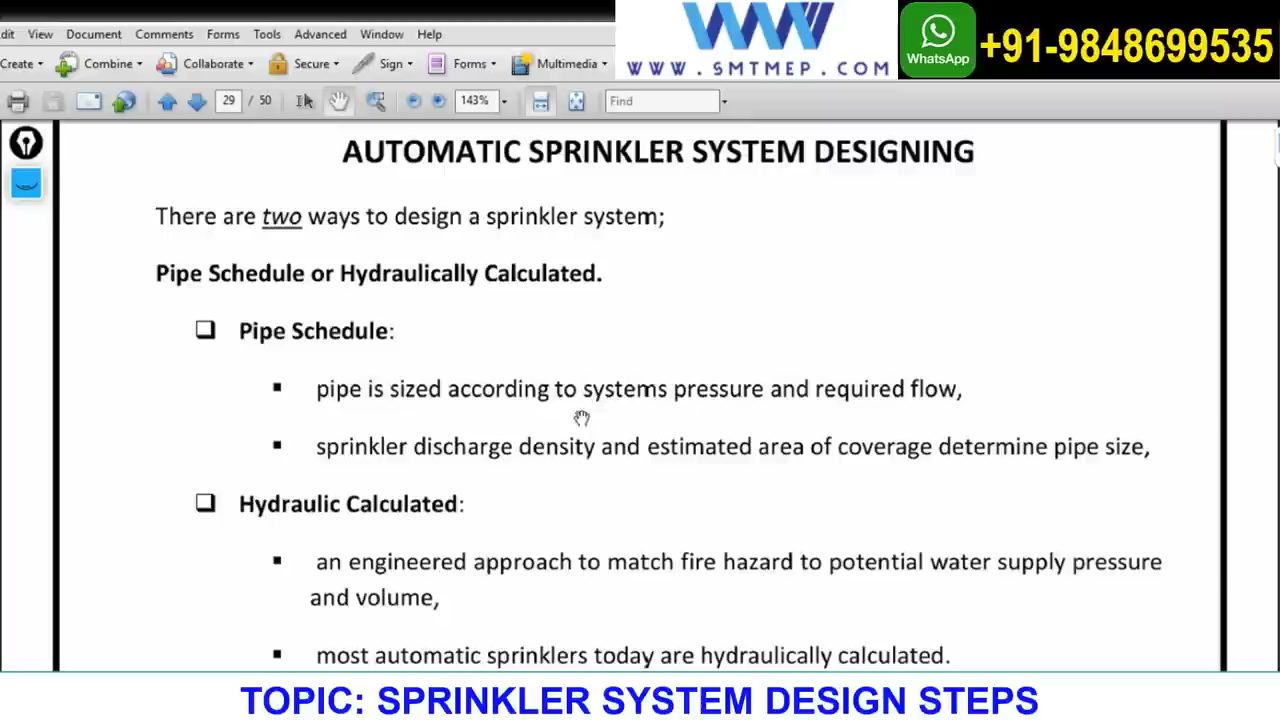 dit View Document Comments Forms Tools Advanced Window Help
Create Combine Collaborate Secure Sign Forms Multimedia
WWW.SMTMEP.COM
WhatsApp
+91-9848699535
29 / 50 143% Find
AUTOMATIC SPRINKLER SYSTEM DESIGNING
There are two ways to design a sprinkler system;
Pipe Schedule or Hydraulically Calculated.
Pipe Schedule:
pipe is sized according to systems pressure and required flow,
sprinkler discharge density and estimated area of coverage determine pipe size,
Hydraulic Calculated:
an engineered approach to match fire hazard to potential water supply pressure
and volume,
most automatic sprinklers today are hydraulically calculated.
TOPIC: SPRINKLER SYSTEM DESIGN STEPS